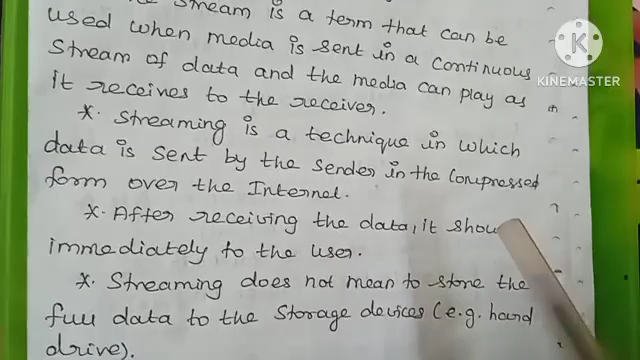 Stream is a term that can be
used when media is sent in a continuous
stream of data and the media can play as
it receives to the receiver.
*. Streaming is a technique in which
data is sent by the sender in the compressed
form over the Internet.
*. After receiving the data, it show
immediately to the user.
*. Streaming does not mean to store the
full data to the storage devices (e.g. hard
drive).
KINEMASTER